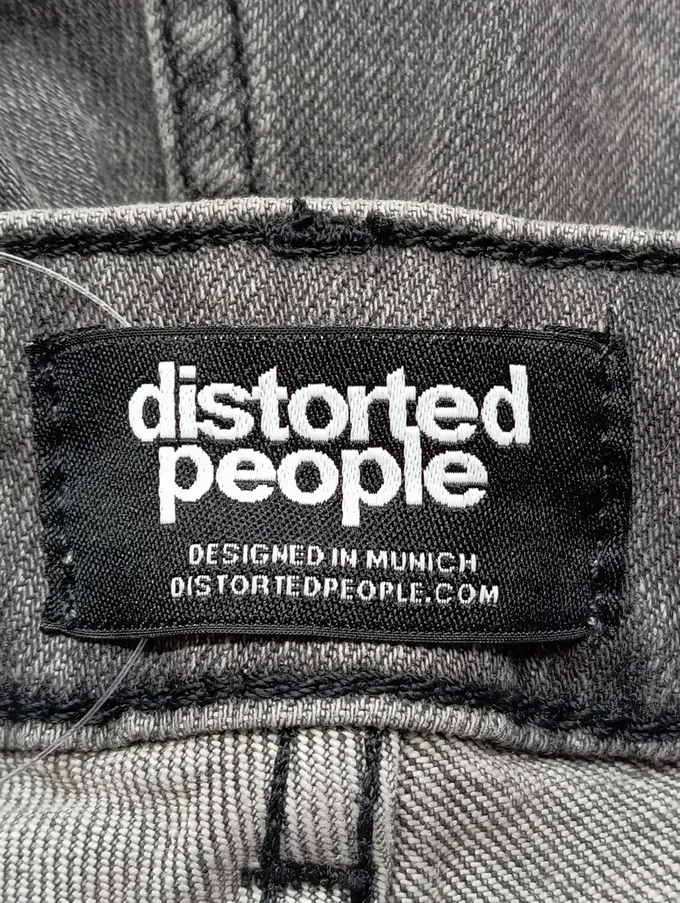 distorted
people
DESIGNED IN MUNICH
DISTORTEDPEOPLE.COM